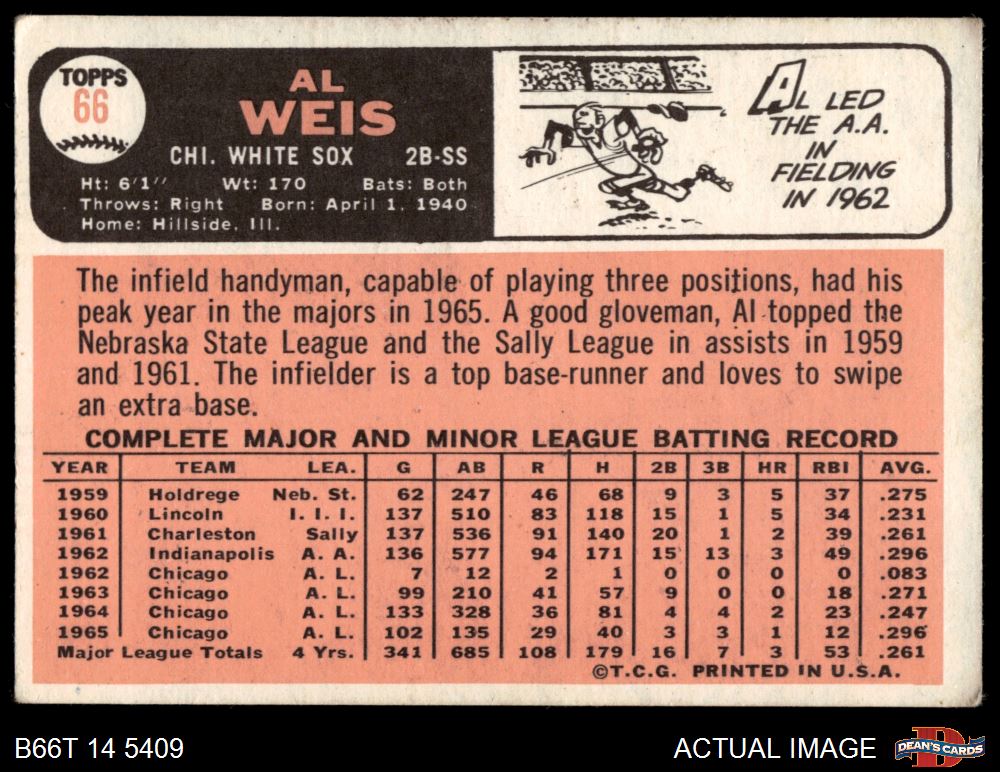 TOPPS
66
AL
WEIS
CHI. WHITE SOX 2B-SS
Ht: 6'1" Wt: 170 Bats: Both
Throws: Right Born: April 1, 1940
Home: Hillside, Ill.
AL LED
THE A.A.
IN
FIELDING
IN 1962
The infield handyman, capable of playing three positions, had his
peak year in the majors in 1965. A good gloveman, Al topped the
Nebraska State League and the Sally League in assists in 1959
and 1961. The infielder is a top base-runner and loves to swipe
an extra base.
COMPLETE MAJOR AND MINOR LEAGUE BATTING RECORD
YEAR TEAM LEA. G AB R H 2B 3B HR RBI AVG.
1959 Holdrege Neb. St. 62 247 46 68 9 3 5 37 .275
1960 Lincoln I. I. I. 137 510 83 118 15 1 5 34 .231
1961 Charleston Sally 137 536 91 140 20 1 2 39 .261
1962 Indianapolis A. A. 136 577 94 171 15 13 3 49 .296
1962 Chicago A. L. 7 12 2 1 0 0 0 0 .083
1963 Chicago A. L. 99 210 41 57 9 0 0 18 .271
1964 Chicago A. L. 133 328 36 81 4 4 2 23 .247
1965 Chicago A. L. 102 135 29 40 3 3 1 12 .296
Major League Totals 4 Yrs. 341 685 108 179 16 7 3 53 .261
©T.C.G. PRINTED IN U.S.A.
B66T 14 5409
ACTUAL IMAGE
DEAN'S CARDS